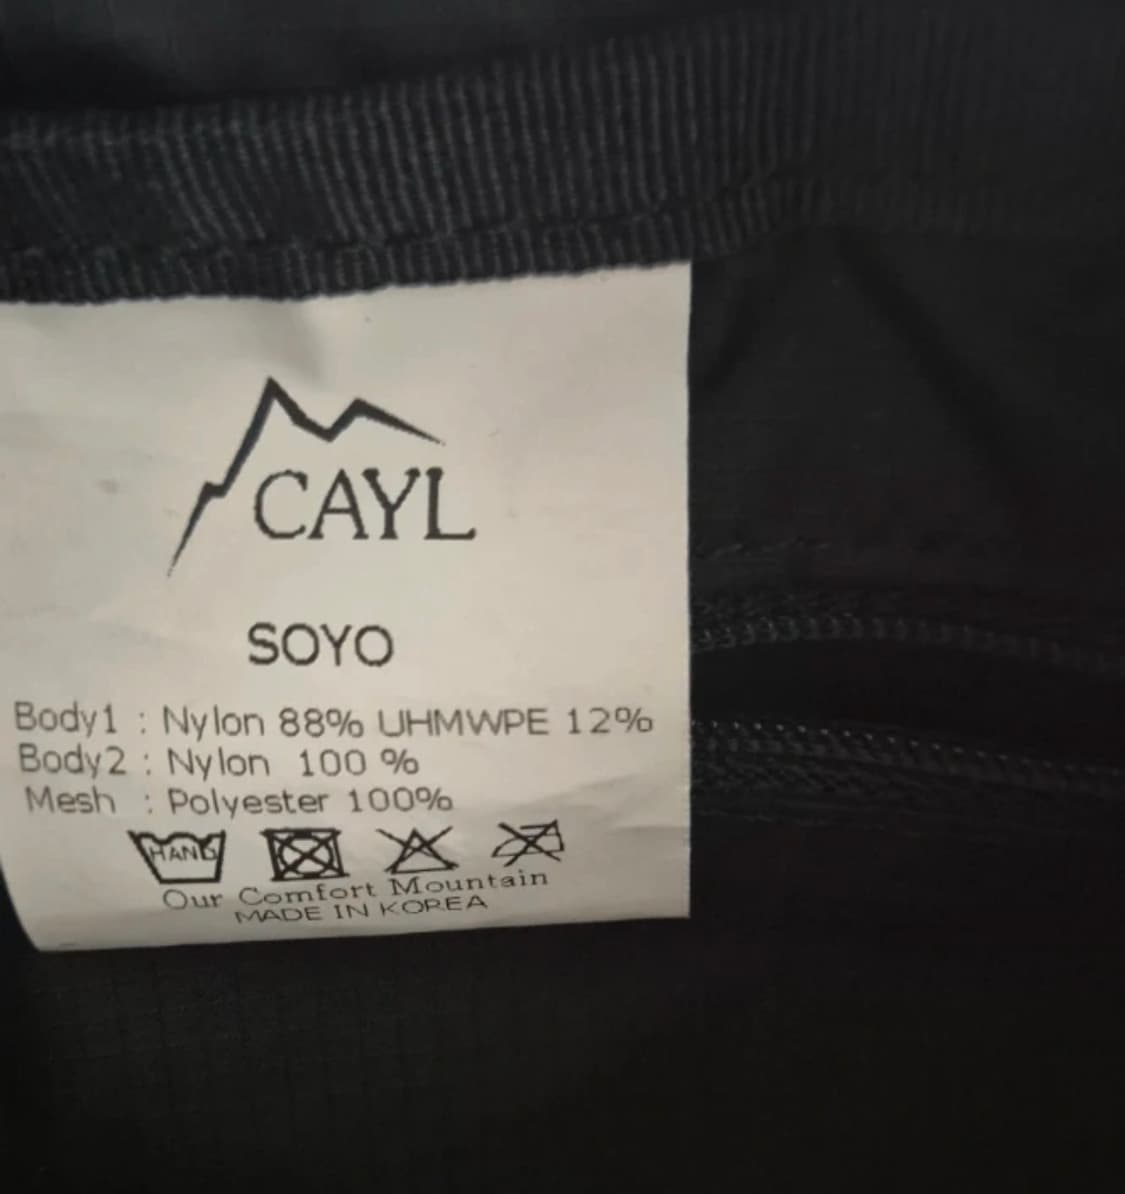 CAYL
SOYO
Body1 : Nylon 88% UHMWPE 12%
Body2 : Nylon 100 %
Mesh : Polyester 100%
HANG
Our Comfort Mountain
MADE IN KOREA